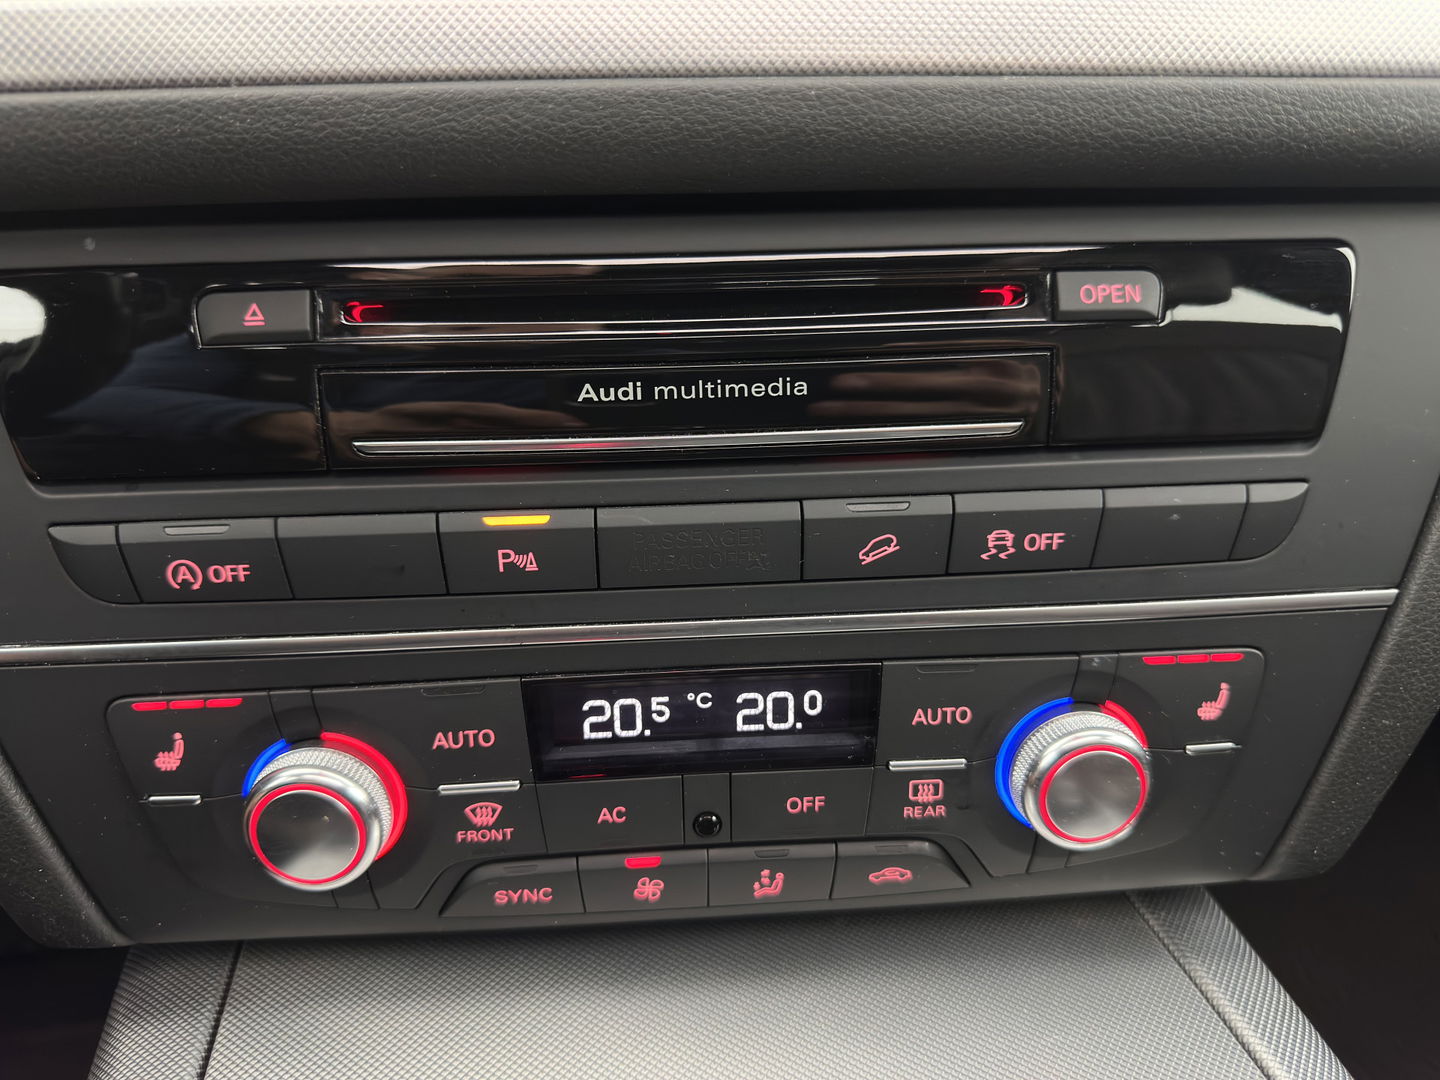 OPEN
Audi multimedia
A OFF
P
PASSENGER
AIRBAG OFF
OFF
20.5 °C 20.0
AUTO
AUTO
FRONT
AC
OFF
REAR
SYNC